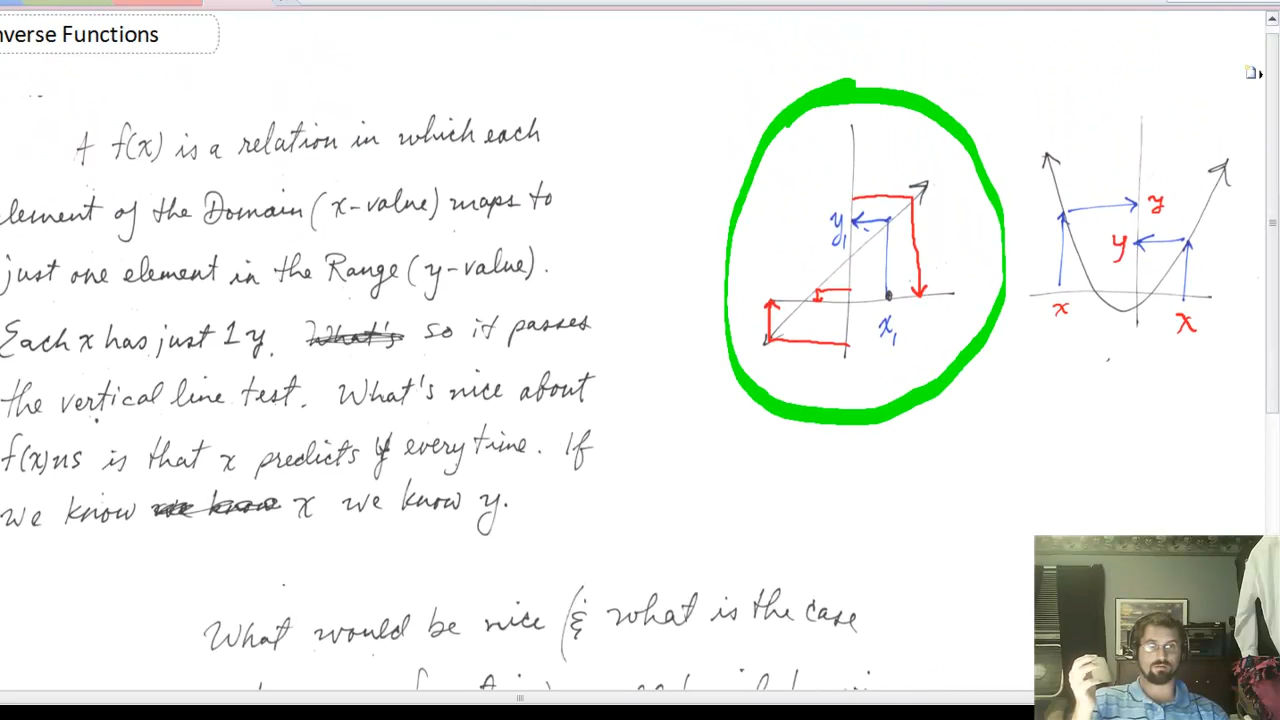 nverse Functions
A f(x) is a relation in which each
lement of the Domain (x-value) maps to
just one element in the Range (y-value).
Each x has just 1 y. What's so it passes
the vertical line test. What's nice about
f(x)ns is that x predicts y everytime. If
we know we know x we know y.
What would be nice (& what is the case
y1
x1
y
y
x
x